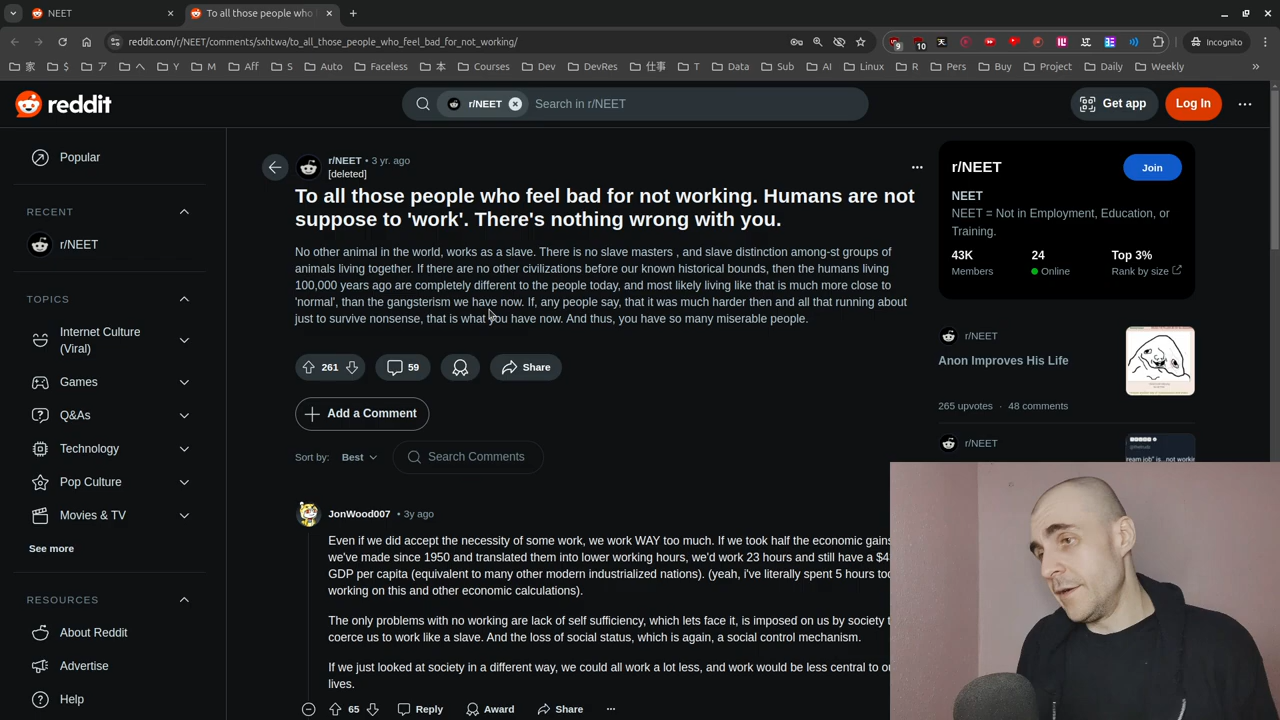 NEET
To all those people who
reddit.com/r/NEET/comments/sxhtwa/to_all_those_people_who_feel_bad_for_not_working/
9
10
Incognito
家
$
ア
へ
Y
M
Aff
S
Auto
Faceless
本
Courses
Dev
DevRes
仕事
T
Data
Sub
AI
Linux
R
Pers
Buy
Project
Daily
Weekly
reddit
r/NEET
Search in r/NEET
Get app
Log In
Popular
RECENT
r/NEET
TOPICS
Internet Culture
(Viral)
Games
Q&As
Technology
Pop Culture
Movies & TV
See more
RESOURCES
About Reddit
Advertise
Help
r/NEET • 3 yr. ago
[deleted]
To all those people who feel bad for not working. Humans are not
suppose to 'work'. There's nothing wrong with you.
No other animal in the world, works as a slave. There is no slave masters , and slave distinction among-st groups of
animals living together. If there are no other civilizations before our known historical bounds, then the humans living
100,000 years ago are completely different to the people today, and most likely living like that is much more close to
'normal', than the gangsterism we have now. If, any people say, that it was much harder then and all that running about
just to survive nonsense, that is what you have now. And thus, you have so many miserable people.
261
59
Share
Add a Comment
Sort by: Best
Search Comments
JonWood007 • 3y ago
Even if we did accept the necessity of some work, we work WAY too much. If we took half the economic gains
we've made since 1950 and translated them into lower working hours, we'd work 23 hours and still have a $4
GDP per capita (equivalent to many other modern industrialized nations). (yeah, i've literally spent 5 hours too
working on this and other economic calculations).
The only problems with no working are lack of self sufficiency, which lets face it, is imposed on us by society t
coerce us to work like a slave. And the loss of social status, which is again, a social control mechanism.
If we just looked at society in a different way, we could all work a lot less, and work would be less central to ou
lives.
65
Reply
Award
Share
r/NEET
Join
NEET
NEET = Not in Employment, Education, or
Training.
43K
24
Top 3%
Members
Online
Rank by size
r/NEET
Anon Improves His Life
265 upvotes • 48 comments
r/NEET
ream job" is...not workin